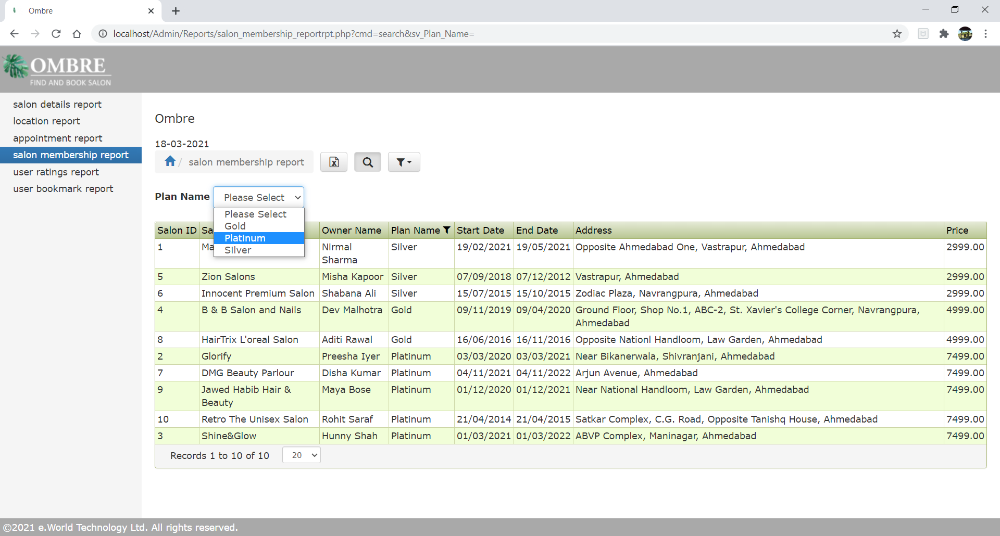 Ombre
localhost/Admin/Reports/salon_membership_reportrpt.php?cmd=search&sv_Plan_Name=
OMBRE
FIND AND BOOK SALON
salon details report
location report
appointment report
salon membership report
user ratings report
user bookmark report
Ombre
18-03-2021
/ salon membership report
Plan Name Please Select
Please Select
Gold
Platinum
Silver
Salon ID Sa Owner Name Plan Name Start Date End Date Address Price
1 Ma Nirmal Sharma Silver 19/02/2021 19/05/2021 Opposite Ahmedabad One, Vastrapur, Ahmedabad 2999.00
5 Zion Salons Misha Kapoor Silver 07/09/2018 07/12/2012 Vastrapur, Ahmedabad 2999.00
6 Innocent Premium Salon Shabana Ali Silver 15/07/2015 15/10/2015 Zodiac Plaza, Navrangpura, Ahmedabad 2999.00
4 B & B Salon and Nails Dev Malhotra Gold 09/11/2019 09/04/2020 Ground Floor, Shop No.1, ABC-2, St. Xavier's College Corner, Navrangpura, Ahmedabad 4999.00
8 HairTrix L'oreal Salon Aditi Rawal Gold 16/06/2016 16/11/2016 Opposite Nationl Handloom, Law Garden, Ahmedabad 4999.00
2 Glorify Preesha Iyer Platinum 03/03/2020 03/03/2021 Near Bikanerwala, Shivranjani, Ahmedabad 7499.00
7 DMG Beauty Parlour Disha Kumar Platinum 04/11/2021 04/11/2022 Arjun Avenue, Ahmedabad 7499.00
9 Jawed Habib Hair & Beauty Maya Bose Platinum 01/12/2020 01/12/2021 Near National Handloom, Law Garden, Ahmedabad 7499.00
10 Retro The Unisex Salon Rohit Saraf Platinum 21/04/2014 21/04/2015 Satkar Complex, C.G. Road, Opposite Tanishq House, Ahmedabad 7499.00
3 Shine&Glow Hunny Shah Platinum 01/03/2021 01/03/2022 ABVP Complex, Maninagar, Ahmedabad 7499.00
Records 1 to 10 of 10 20
©2021 e.World Technology Ltd. All rights reserved.